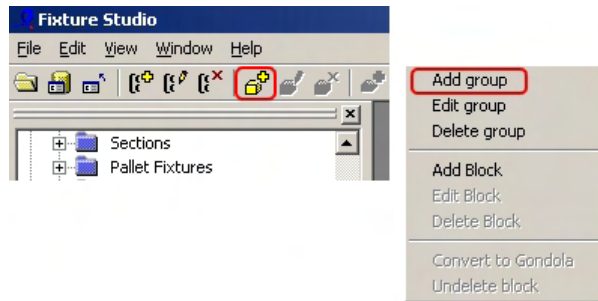 Fixture Studio
File Edit View Window Help
Sections
Pallet Fixtures
Add group
Edit group
Delete group
Add Block
Edit Block
Delete Block
Convert to Gondola
Undelete block